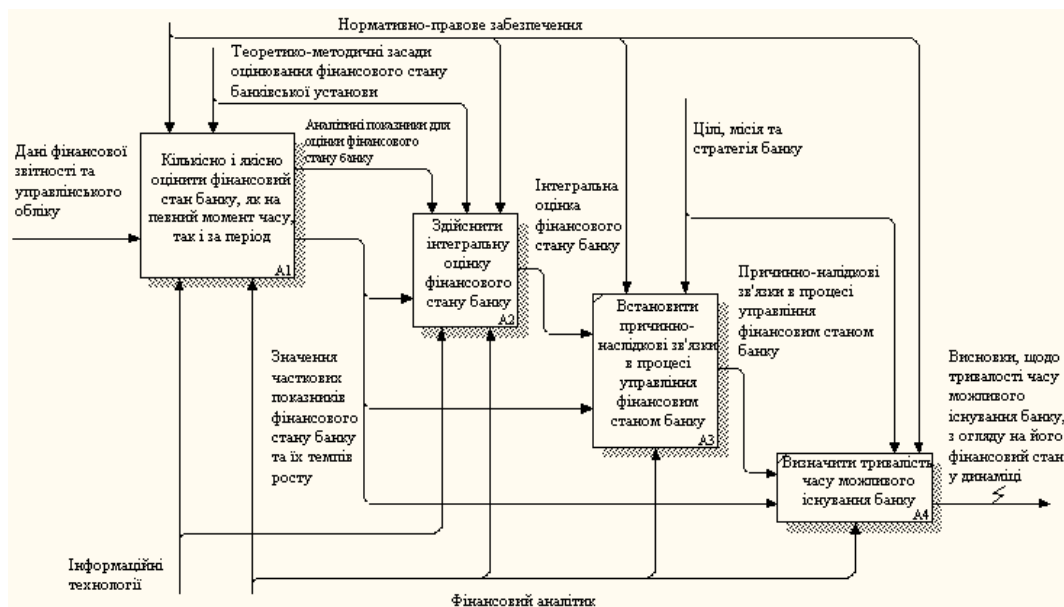 Нормативно-правове забезпечення
Теоретико-методичні засади
оцінювання фінансового стану
банківської установи
Аналітині показники для
оцінки фінансового
стану банку
Дані фінансової
звітності та
управлінського
обліку
Кількісно і якісно
оцінити фінансовий
стан банку, як на
певний момент часу,
так і за період
A1
Цілі, місія та
стратегія банку
Інтегральна
оцінка
фінансового
стану банку
Здійснити
інтегральну
оцінку
фінансового
стану банку
A2
Причинно-налідкові
зв'язки в процесі
управління
фінансовим станом
банку
Встановити
причинно-
наслідкові зв'язки
в процесі
управління
фінансовим
станом банку
A3
Значення
часткових
показників
фінансового
стану банку
та їх темпів
росту
Висновки, щодо
тривалості часу
можливого
існування банку,
з огляду на його
фінансовий стан
у динаміці
Визначити тривалість
часу можливого
існування банку
A4
Інформаційні
технології
Фінансовий аналітик